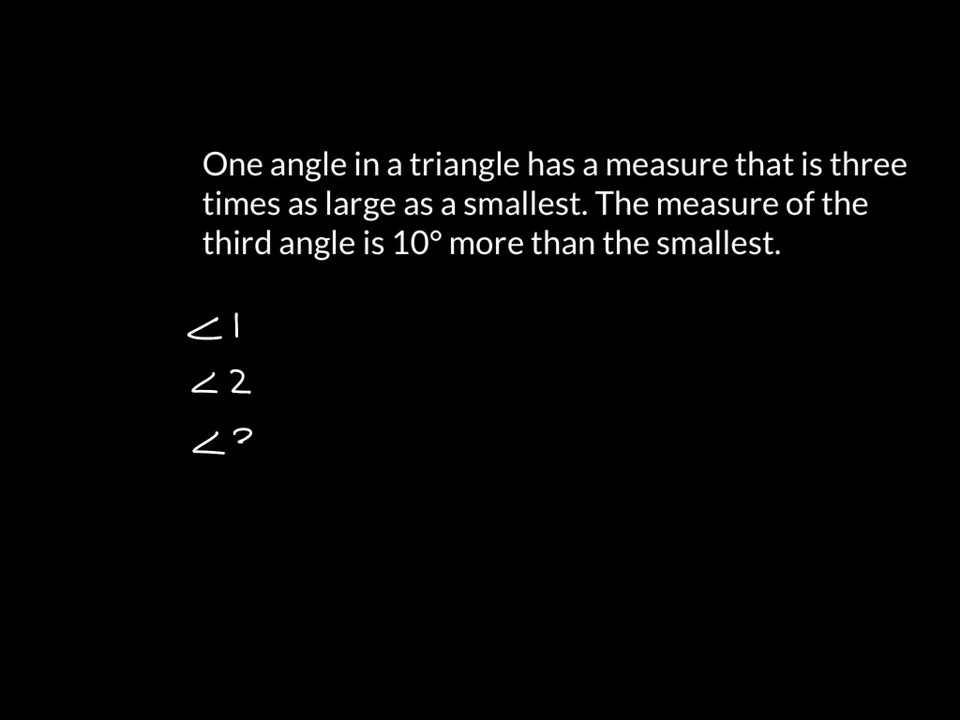 One angle in a triangle has a measure that is three
times as large as a smallest. The measure of the
third angle is 10° more than the smallest.
<1
<2
<?